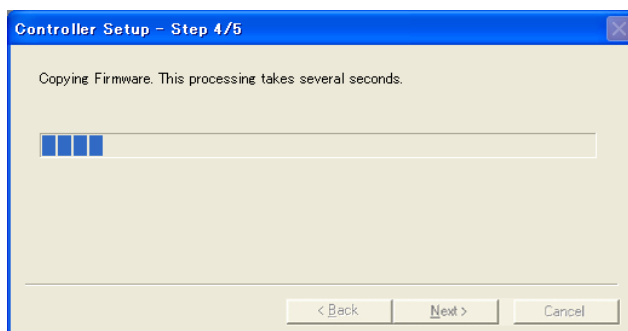 Controller Setup - Step 4/5
Copying Firmware. This processing takes several seconds.
< Back
Next >
Cancel